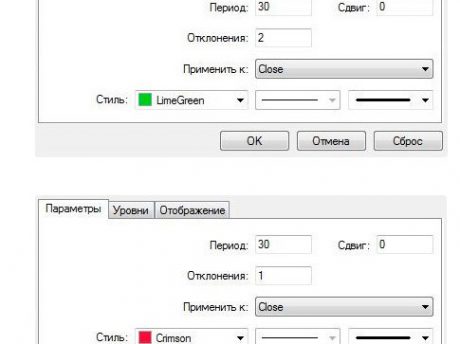 Период: 30 Сдвиг: 0
Отклонения: 2
Применить к: Close
Стиль: LimeGreen
OK Отмена Сброс
Параметры Уровни Отображение
Период: 30 Сдвиг: 0
Отклонения: 1
Применить к: Close
Стиль: Crimson